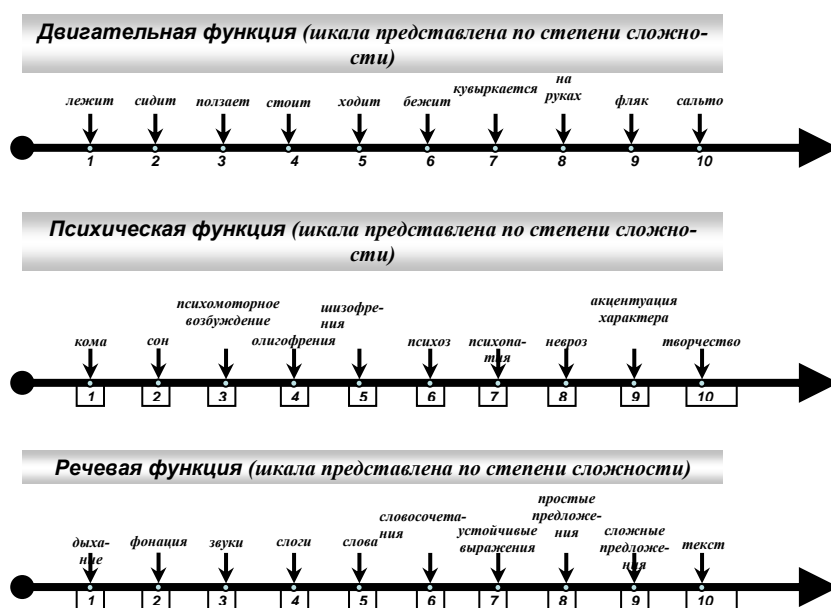 Двигательная функция (шкала представлена по степени сложно-
сти)
лежит сидит ползает стоит ходит бежит кувыркается на
руках фляк сальто
1 2 3 4 5 6 7 8 9 10
Психическая функция (шкала представлена по степени сложно-
сти)
кома сон психомоторное
возбуждение олигофрения шизофре-
ния психоз психопа-
тия невроз акцентуация
характера творчество
1 2 3 4 5 6 7 8 9 10
Речевая функция (шкала представлена по степени сложности)
дыха-
ние фонация звуки слоги слова словосочета-
ния устойчивые
выражения простые
предложе-
ния сложные
предложе-
ния текст
1 2 3 4 5 6 7 8 9 10